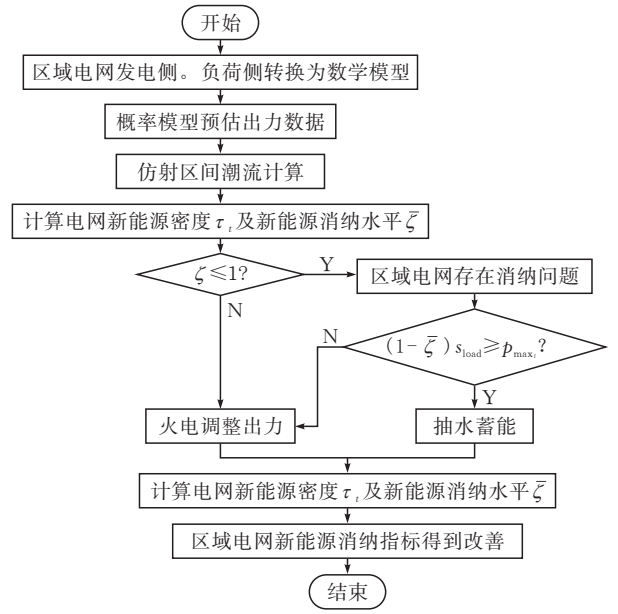 开始
区域电网发电侧。负荷侧转换为数学模型
概率模型预估出力数据
仿射区间潮流计算
计算电网新能源密度τₜ及新能源消纳水平ζ̅
ζ≤1?
Y
区域电网存在消纳问题
N
N
(1-ζ̅)s_load≥p_maxₜ?
Y
火电调整出力
抽水蓄能
计算电网新能源密度τₜ及新能源消纳水平ζ̅
区域电网新能源消纳指标得到改善
结束